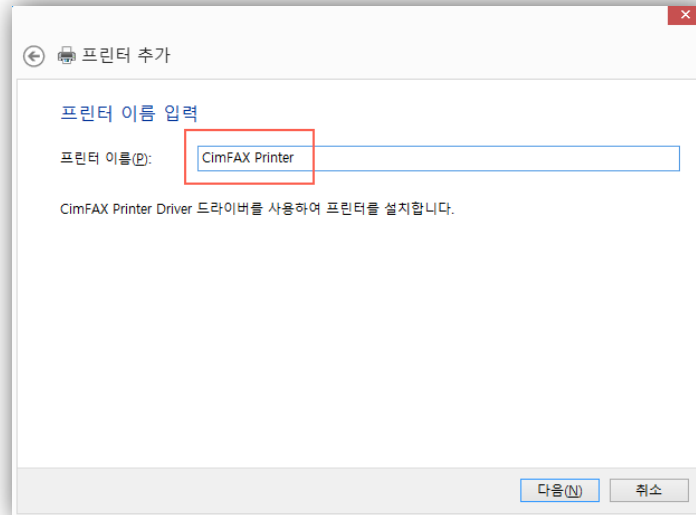 프린터 추가
프린터 이름 입력
프린터 이름(P): CimFAX Printer
CimFAX Printer Driver 드라이버를 사용하여 프린터를 설치합니다.
다음(N) 취소